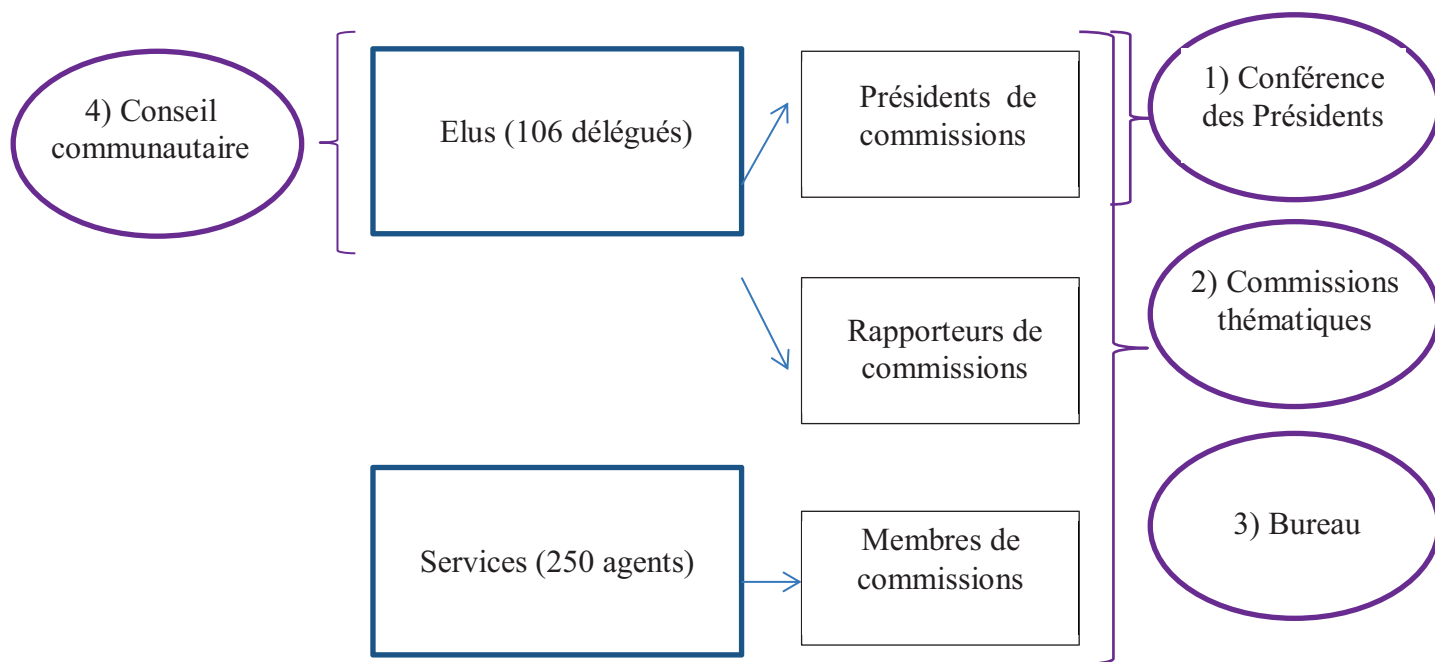 4) Conseil
communautaire
Elus (106 délégués)
Présidents de
commissions
1) Conférence
des Présidents
Rapporteurs de
commissions
2) Commissions
thématiques
Services (250 agents)
Membres de
commissions
3) Bureau